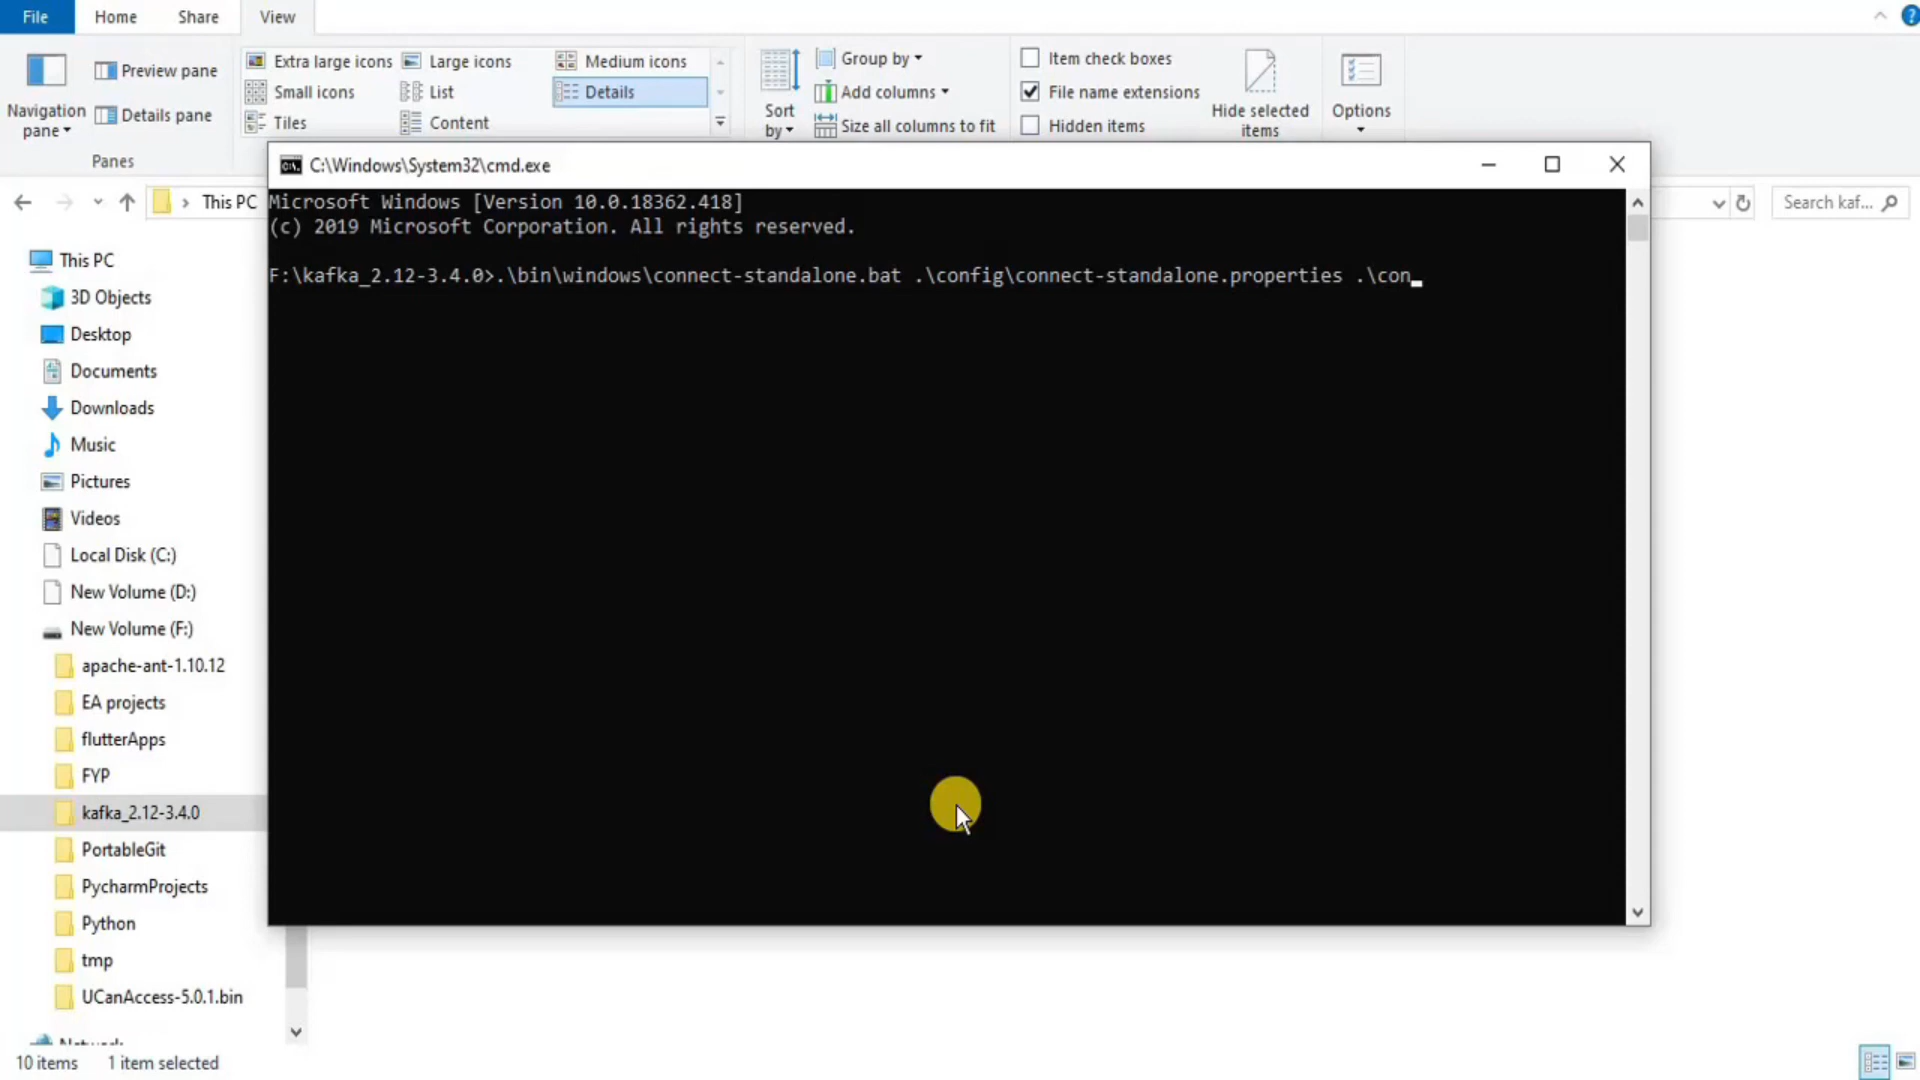 File Home Share View
Extra large icons Large icons Medium icons
Small icons List Details
Tiles Content
Navigation pane
Preview pane
Details pane
Panes
Sort by
Group by
Add columns
Size all columns to fit
Item check boxes
File name extensions
Hidden items
Hide selected items
Options
This PC
Search kaf...
C:\Windows\System32\cmd.exe
Microsoft Windows [Version 10.0.18362.418]
(c) 2019 Microsoft Corporation. All rights reserved.
F:\kafka_2.12-3.4.0>.\bin\windows\connect-standalone.bat .\config\connect-standalone.properties .\con
This PC
3D Objects
Desktop
Documents
Downloads
Music
Pictures
Videos
Local Disk (C:)
New Volume (D:)
New Volume (F:)
apache-ant-1.10.12
EA projects
flutterApps
FYP
kafka_2.12-3.4.0
PortableGit
PycharmProjects
Python
tmp
UCanAccess-5.0.1.bin
10 items 1 item selected